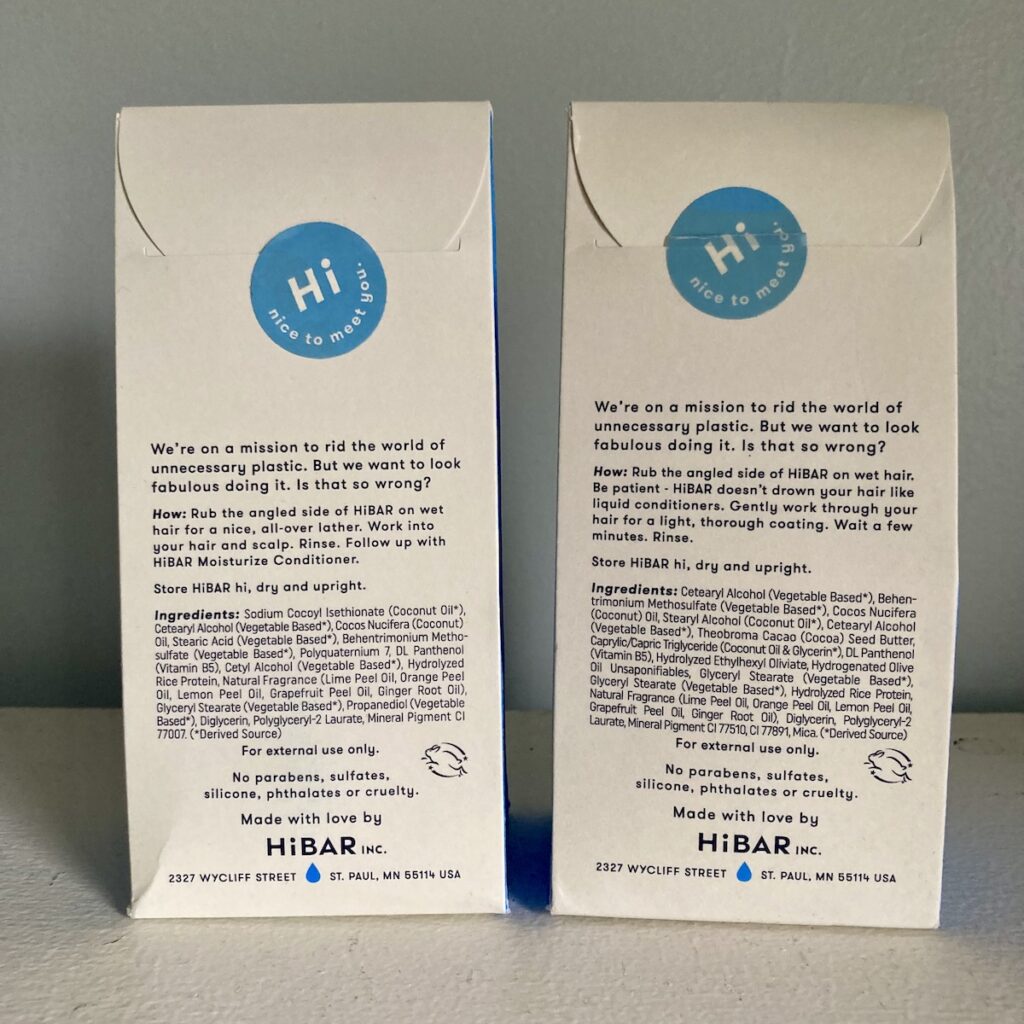 Hi
nice to meet you.
We're on a mission to rid the world of
unnecessary plastic. But we want to look
fabulous doing it. Is that so wrong?
How: Rub the angled side of HiBAR on wet
hair for a nice, all-over lather. Work into
your hair and scalp. Rinse. Follow up with
HiBAR Moisturize Conditioner.
Store HiBAR hi, dry and upright.
Ingredients: Sodium Cocoyl Isethionate (Coconut Oil*),
Cetearyl Alcohol (Vegetable Based*), Cocos Nucifera (Coconut)
Oil, Stearic Acid (Vegetable Based*), Behentrimonium Metho-
sulfate (Vegetable Based*), Polyquaternium 7, DL Panthenol
(Vitamin B5), Cetyl Alcohol (Vegetable Based*), Hydrolyzed
Rice Protein, Natural Fragrance (Lime Peel Oil, Orange Peel
Oil, Lemon Peel Oil, Grapefruit Peel Oil, Ginger Root Oil),
Glyceryl Stearate (Vegetable Based*), Propanediol (Vegetable
Based*), Diglycerin, Polyglyceryl-2 Laurate, Mineral Pigment CI
77007. (*Derived Source)
For external use only.
No parabens, sulfates,
silicone, phthalates or cruelty.
Made with love by
HiBAR INC.
2327 WYCLIFF STREET ST. PAUL, MN 55114 USA
Hi
nice to meet you.
We're on a mission to rid the world of
unnecessary plastic. But we want to look
fabulous doing it. Is that so wrong?
How: Rub the angled side of HiBAR on wet hair.
Be patient - HiBAR doesn't drown your hair like
liquid conditioners. Gently work through your
hair for a light, thorough coating. Wait a few
minutes. Rinse.
Store HiBAR hi, dry and upright.
Ingredients: Cetearyl Alcohol (Vegetable Based*), Behen-
trimonium Methosulfate (Vegetable Based*), Cocos Nucifera
(Coconut) Oil, Stearyl Alcohol (Coconut Oil*), Cetearyl Alcohol
(Vegetable Based*), Theobroma Cacao (Cocoa) Seed Butter,
Caprylic/Capric Triglyceride (Coconut Oil & Glycerin*), DL Panthenol
(Vitamin B5), Hydrolyzed Ethylhexyl Oliviate, Hydrogenated Olive
Oil Unsaponifiables, Glyceryl Stearate (Vegetable Based*),
Glyceryl Stearate (Vegetable Based*), Hydrolyzed Rice Protein,
Natural Fragrance (Lime Peel Oil, Orange Peel Oil, Lemon Peel Oil,
Grapefruit Peel Oil, Ginger Root Oil), Diglycerin, Polyglyceryl-2
Laurate, Mineral Pigment CI 77510, CI 77891, Mica. (*Derived Source)
For external use only.
No parabens, sulfates,
silicone, phthalates or cruelty.
Made with love by
HiBAR INC.
2327 WYCLIFF STREET ST. PAUL, MN 55114 USA